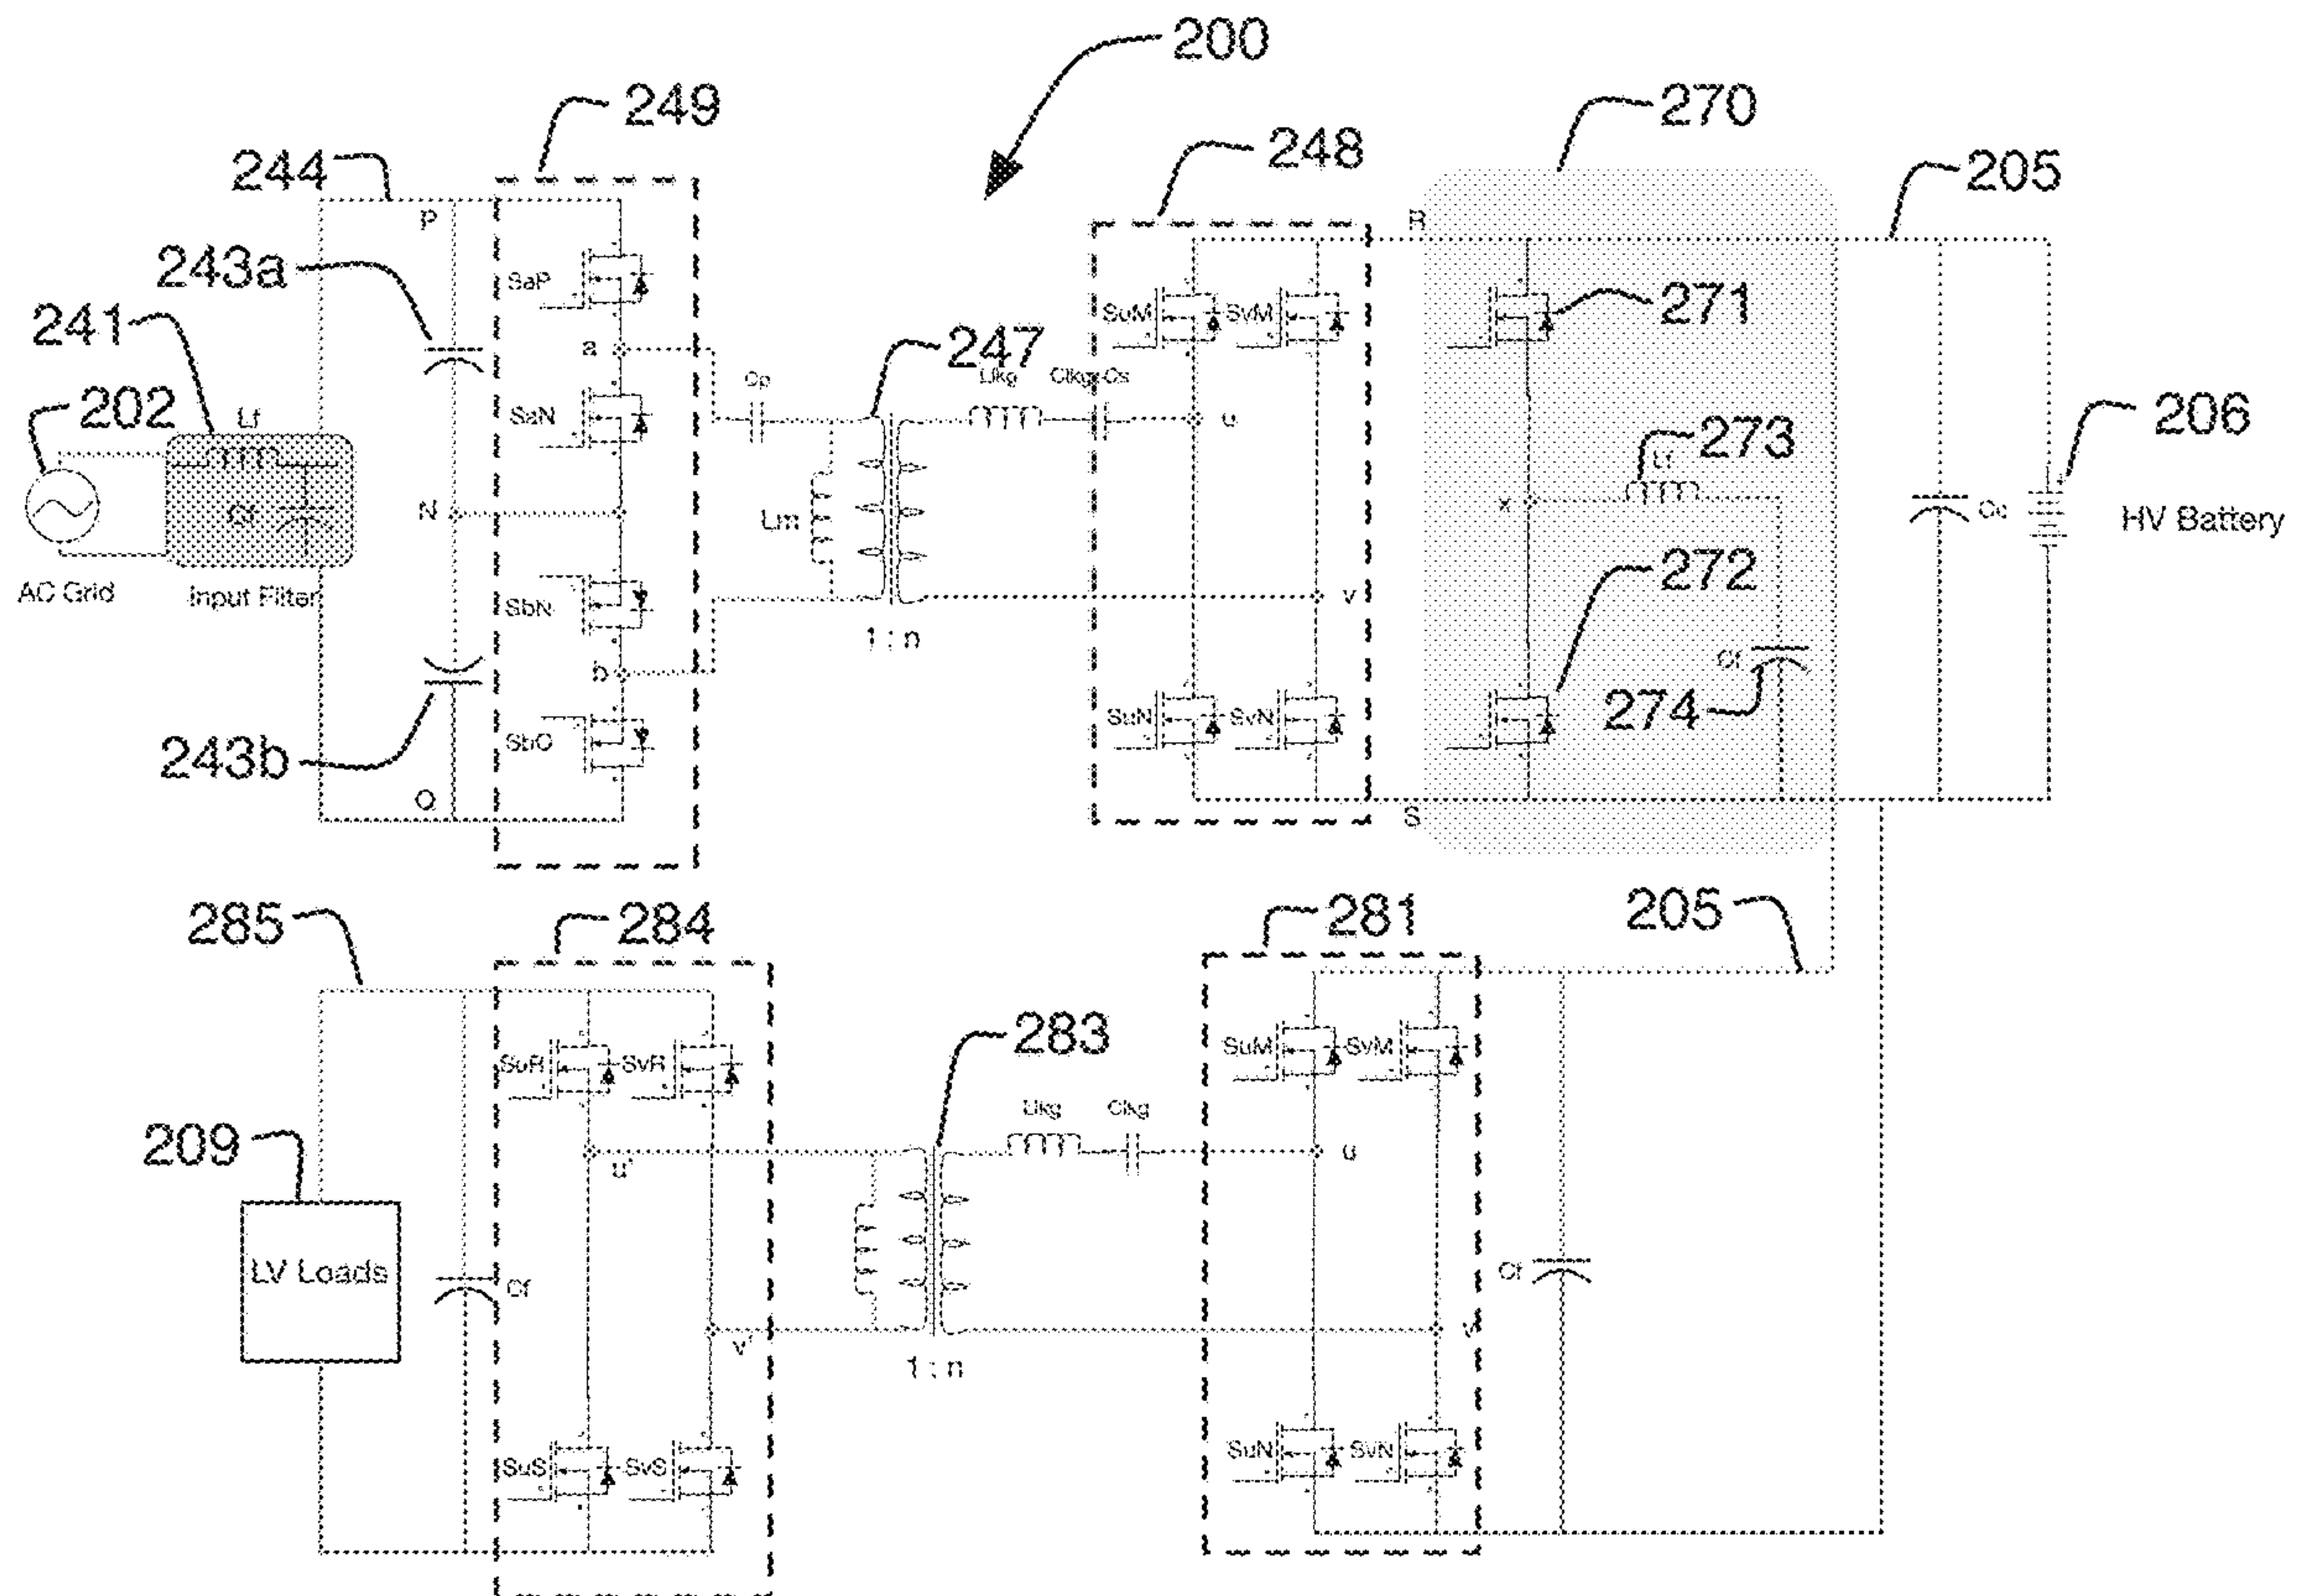 200
249
270
248
244
205
P
R
243a
SaP
SuM
SvM
271
241
a
247
Cp
Llkg
Clkg
Cs
202
Lf
SaN
u
273
206
Lf
N
Lm
x
Cc
HV Battery
Cf
272
AC Grid
Input Filter
SbN
v
1 : n
Cf
b
274
SuN
SvN
243b
SbO
O
S
285
284
281
205
283
SuR
SvR
SuM
SvM
Llkg
Clkg
209
u'
u
LV Loads
Cf
Cf
v'
1 : n
SuN
SvN
SuS
SvS